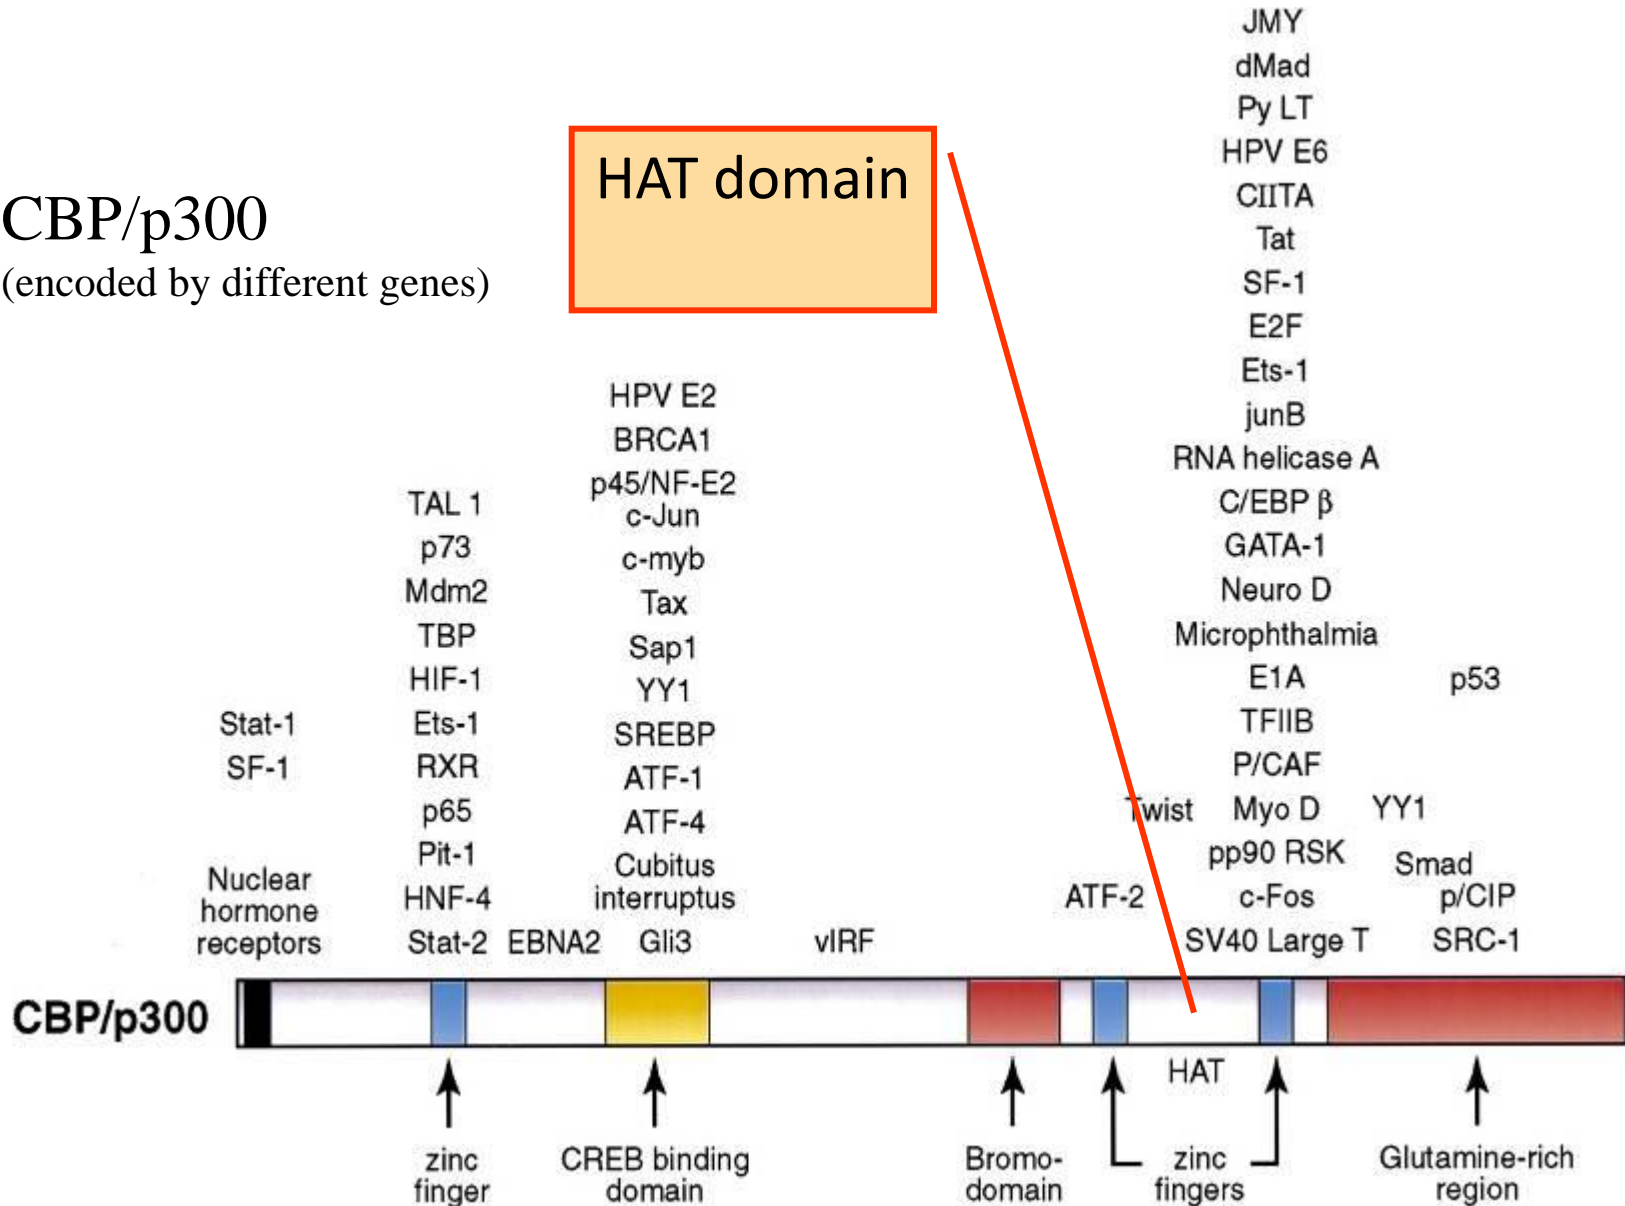 CBP/p300
(encoded by different genes)
HAT domain
Stat-1
SF-1
Nuclear
hormone
receptors
TAL 1
p73
Mdm2
TBP
HIF-1
Ets-1
RXR
p65
Pit-1
HNF-4
Stat-2
EBNA2
HPV E2
BRCA1
p45/NF-E2
c-Jun
c-myb
Tax
Sap1
YY1
SREBP
ATF-1
ATF-4
Cubitus
interruptus
Gli3
vIRF
ATF-2
Twist
JMY
dMad
Py LT
HPV E6
CIITA
Tat
SF-1
E2F
Ets-1
junB
RNA helicase A
C/EBP β
GATA-1
Neuro D
Microphthalmia
E1A
TFIIB
P/CAF
Myo D
pp90 RSK
c-Fos
SV40 Large T
p53
YY1
Smad
p/CIP
SRC-1
CBP/p300
HAT
zinc
finger
CREB binding
domain
Bromo-
domain
zinc
fingers
Glutamine-rich
region